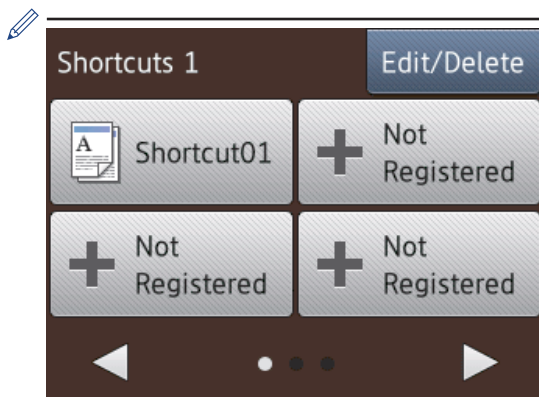 Shortcuts 1
Edit/Delete
A
Shortcut01
Not
Registered
Not
Registered
Not
Registered